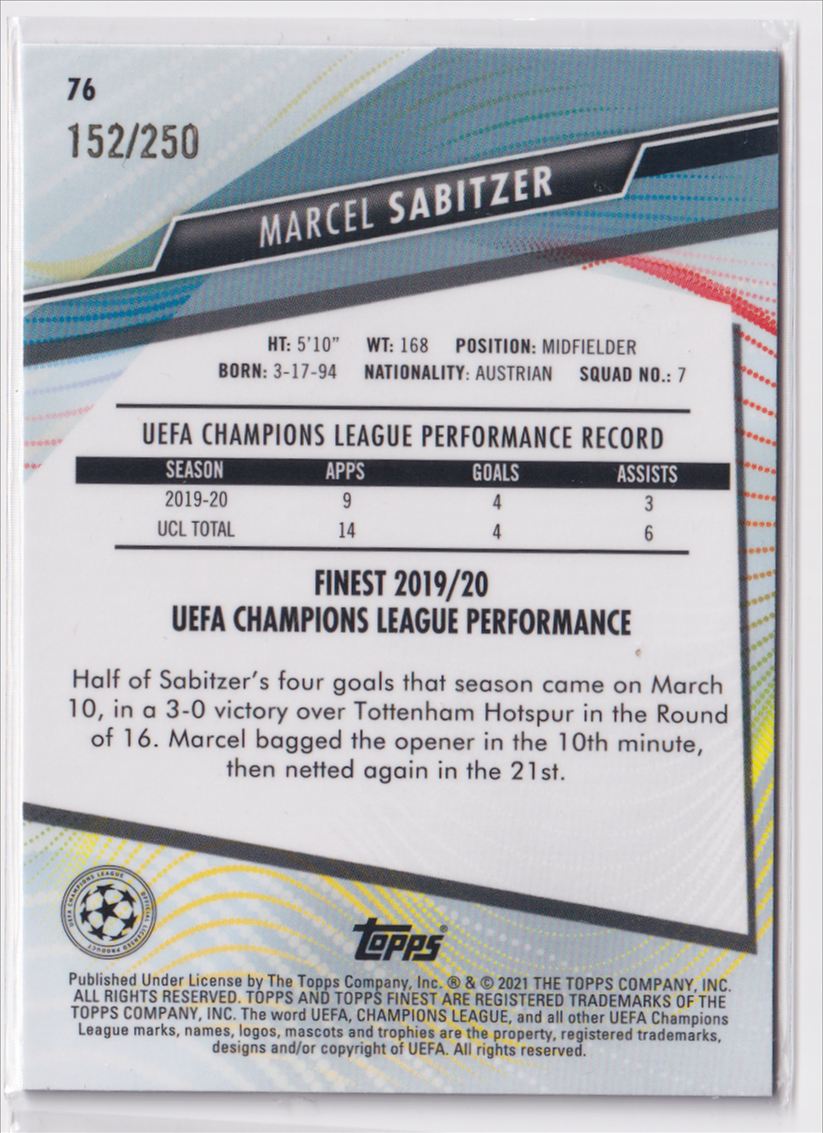 76
152/250
MARCEL SABITZER
HT: 5'10" WT: 168 POSITION: MIDFIELDER
BORN: 3-17-94 NATIONALITY: AUSTRIAN SQUAD NO.: 7
UEFA CHAMPIONS LEAGUE PERFORMANCE RECORD
SEASON APPS GOALS ASSISTS
2019-20 9 4 3
UCL TOTAL 14 4 6
FINEST 2019/20
UEFA CHAMPIONS LEAGUE PERFORMANCE
Half of Sabitzer's four goals that season came on March
10, in a 3-0 victory over Tottenham Hotspur in the Round
of 16. Marcel bagged the opener in the 10th minute,
then netted again in the 21st.
UEFA CHAMPIONS LEAGUE
OFFICIAL LICENSED PRODUCT
topps®
Published Under License by The Topps Company, Inc. ® & © 2021 THE TOPPS COMPANY, INC.
ALL RIGHTS RESERVED. TOPPS AND TOPPS FINEST ARE REGISTERED TRADEMARKS OF THE
TOPPS COMPANY, INC. The word UEFA, CHAMPIONS LEAGUE, and all other UEFA Champions
League marks, names, logos, mascots and trophies are the property, registered trademarks,
designs and/or copyright of UEFA. All rights reserved.